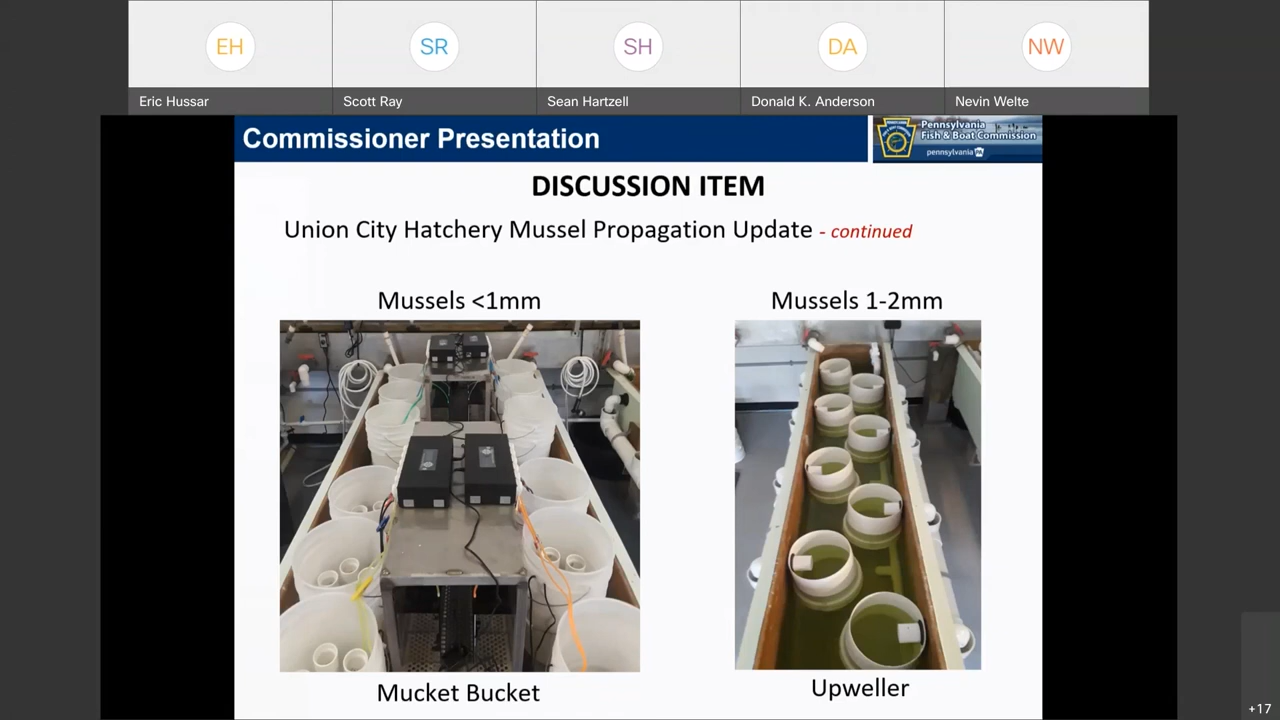 EH
SR
SH
DA
NW
Eric Hussar
Scott Ray
Sean Hartzell
Donald K. Anderson
Nevin Welte
Commissioner Presentation
Pennsylvania
Fish & Boat Commission
pennsylvania PA
DISCUSSION ITEM
Union City Hatchery Mussel Propagation Update - continued
Mussels <1mm
Mussels 1-2mm
Mucket Bucket
Upweller
+17